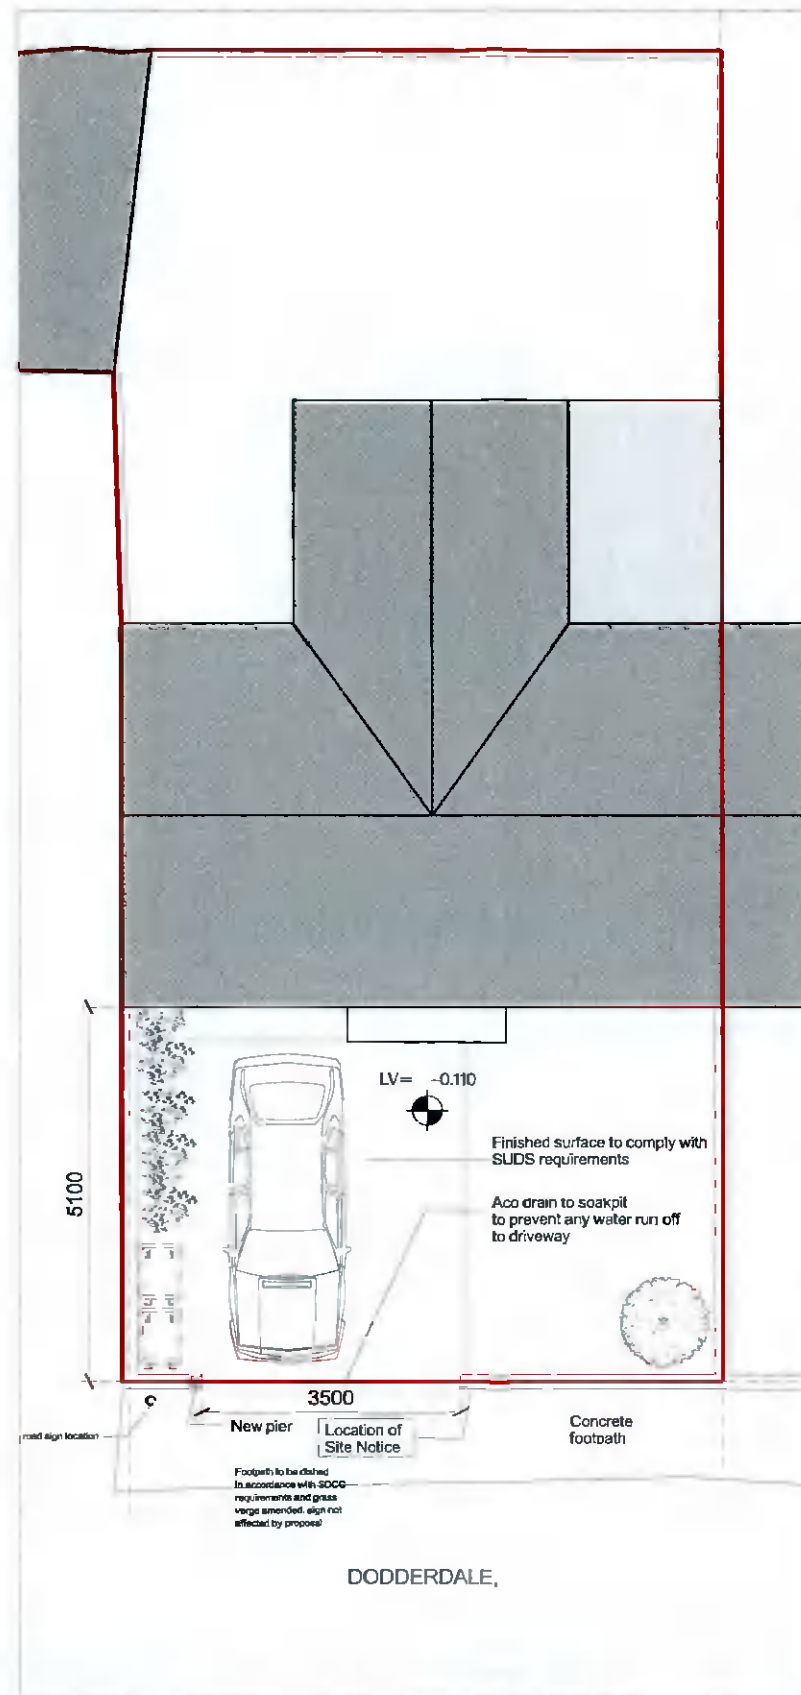 LV= -0.110
Finished surface to comply with
SUDS requirements
Aco drain to soakpit
to prevent any water run off
to driveway
5100
3500
New pier
Location of
Site Notice
Concrete
footpath
road sign location
Footpath to be dished
in accordance with SDCC
requirements and grass
verge amended. sign not
affected by proposal
DODDERDALE,